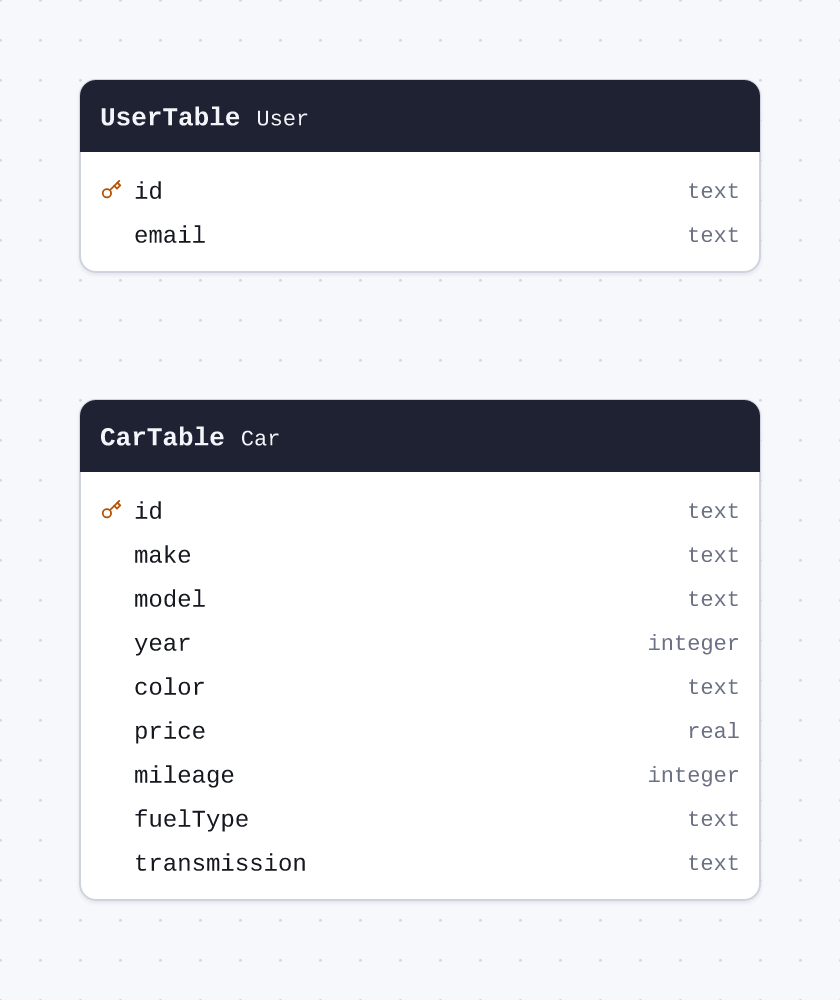 UserTable User
id text
email text
CarTable Car
id text
make text
model text
year integer
color text
price real
mileage integer
fuelType text
transmission text